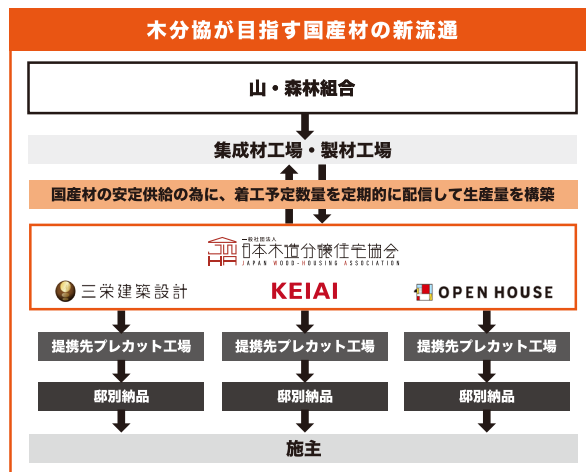 木分協が目指す国産材の新流通
山・森林組合
集成材工場・製材工場
国産材の安定供給の為に、着工予定数量を定期的に配信して生産量を構築
一般社団法人
日本木造分譲住宅協会
JAPAN WOOD-HOUSING ASSOCIATION
三栄建築設計 KEIAI OPEN HOUSE
提携先プレカット工場 提携先プレカット工場 提携先プレカット工場
邸別納品 邸別納品 邸別納品
施主